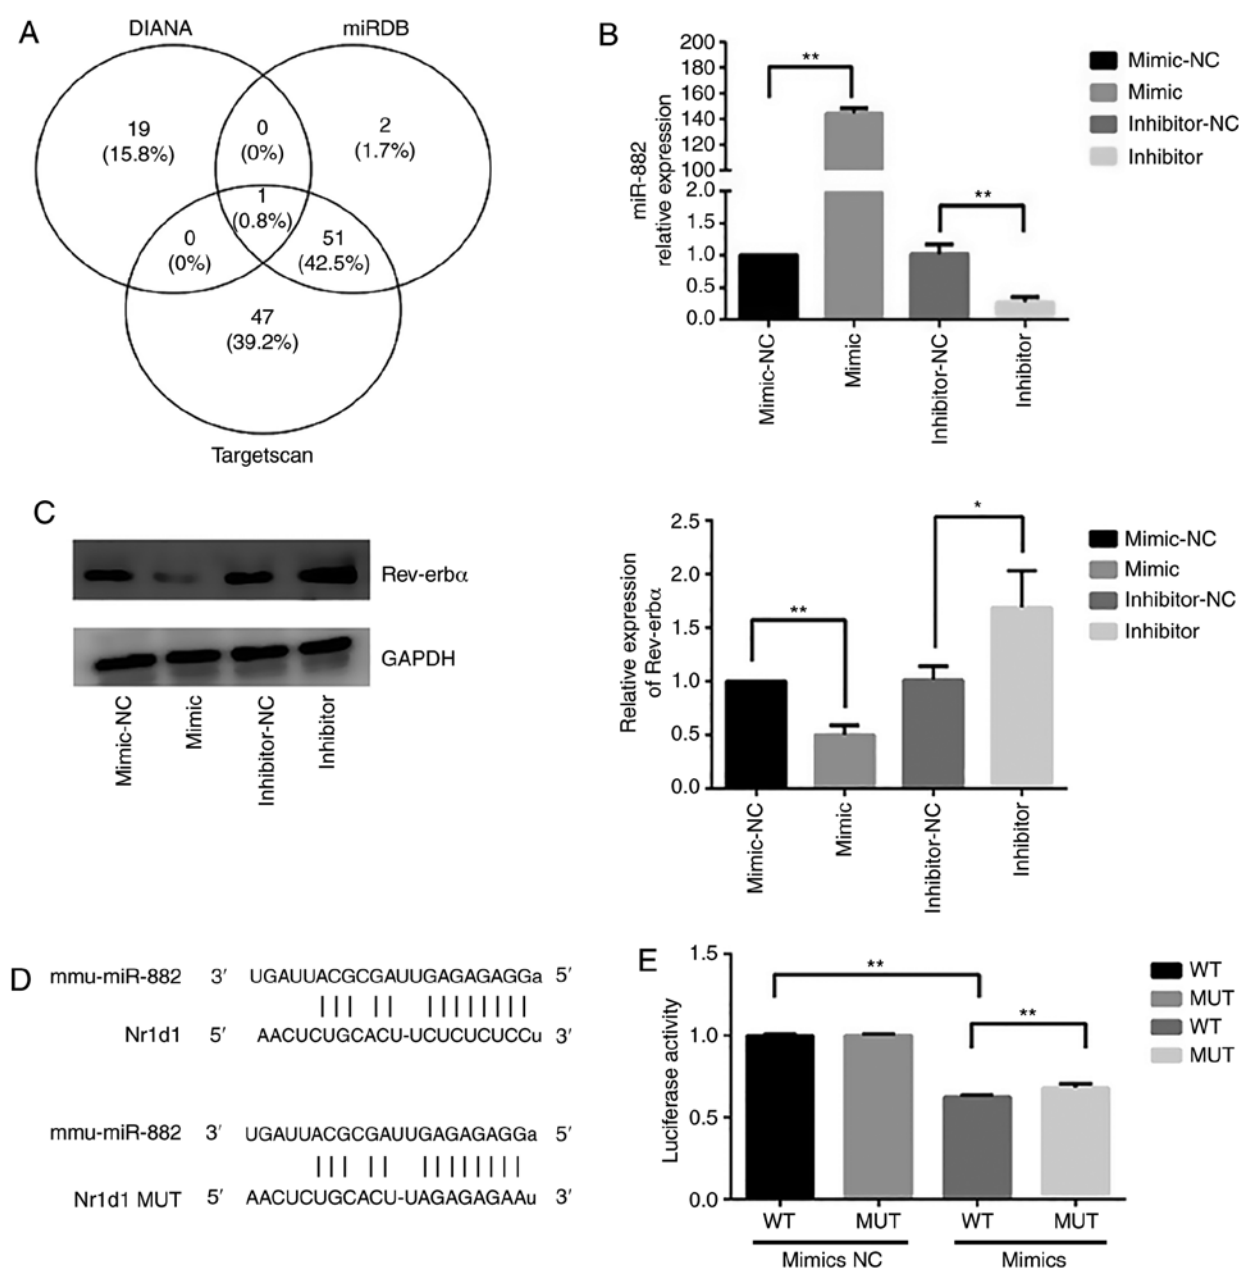 A
DIANA
miRDB
19
(15.8%)
0
(0%)
2
(1.7%)
1
(0.8%)
0
(0%)
51
(42.5%)
47
(39.2%)
Targetscan
B
miR-882
relative expression
200
180
160
140
120
100
2.0
1.5
1.0
0.5
0.0
**
**
Mimic-NC
Mimic
Inhibitor-NC
Inhibitor
Mimic-NC
Mimic
Inhibitor-NC
Inhibitor
C
Rev-erbα
GAPDH
Mimic-NC
Mimic
Inhibitor-NC
Inhibitor
Relative expression
of Rev-erbα
2.5
2.0
1.5
1.0
0.5
0.0
**
*
Mimic-NC
Mimic
Inhibitor-NC
Inhibitor
Mimic-NC
Mimic
Inhibitor-NC
Inhibitor
D
mmu-miR-882 3′ UGAUUACGCGAUUGAGAGAGGa 5′
Nr1d1 5′ AACUCUGCACU-UCUCUCUCCu 3′
mmu-miR-882 3′ UGAUUACGCGAUUGAGAGAGGa 5′
Nr1d1 MUT 5′ AACUCUGCACU-UAGAGAGAAu 3′
E
Luciferase activity
1.5
1.0
0.5
0.0
**
**
WT
MUT
WT
MUT
WT MUT WT MUT
Mimics NC Mimics